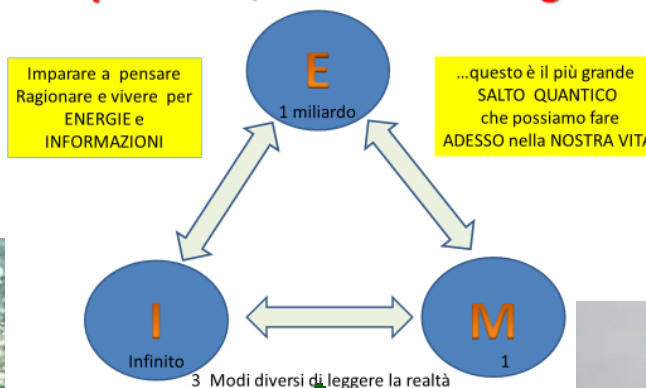 E
1 miliardo
Imparare a pensare
Ragionare e vivere per
ENERGIE e
INFORMAZIONI
...questo è il più grande
SALTO QUANTICO
che possiamo fare
ADESSO nella NOSTRA VITA
I
Infinito
M
1
3 Modi diversi di leggere la realtà